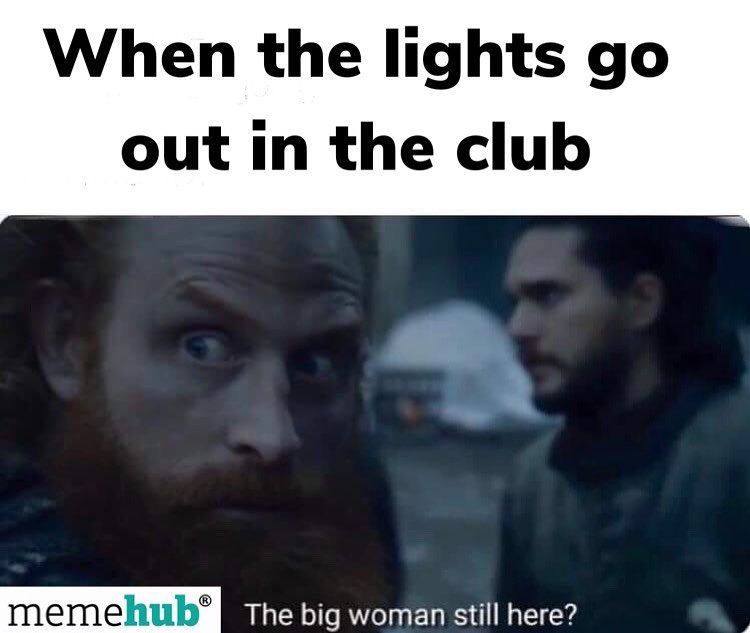 When the lights go
out in the club
memehub®
The big woman still here?